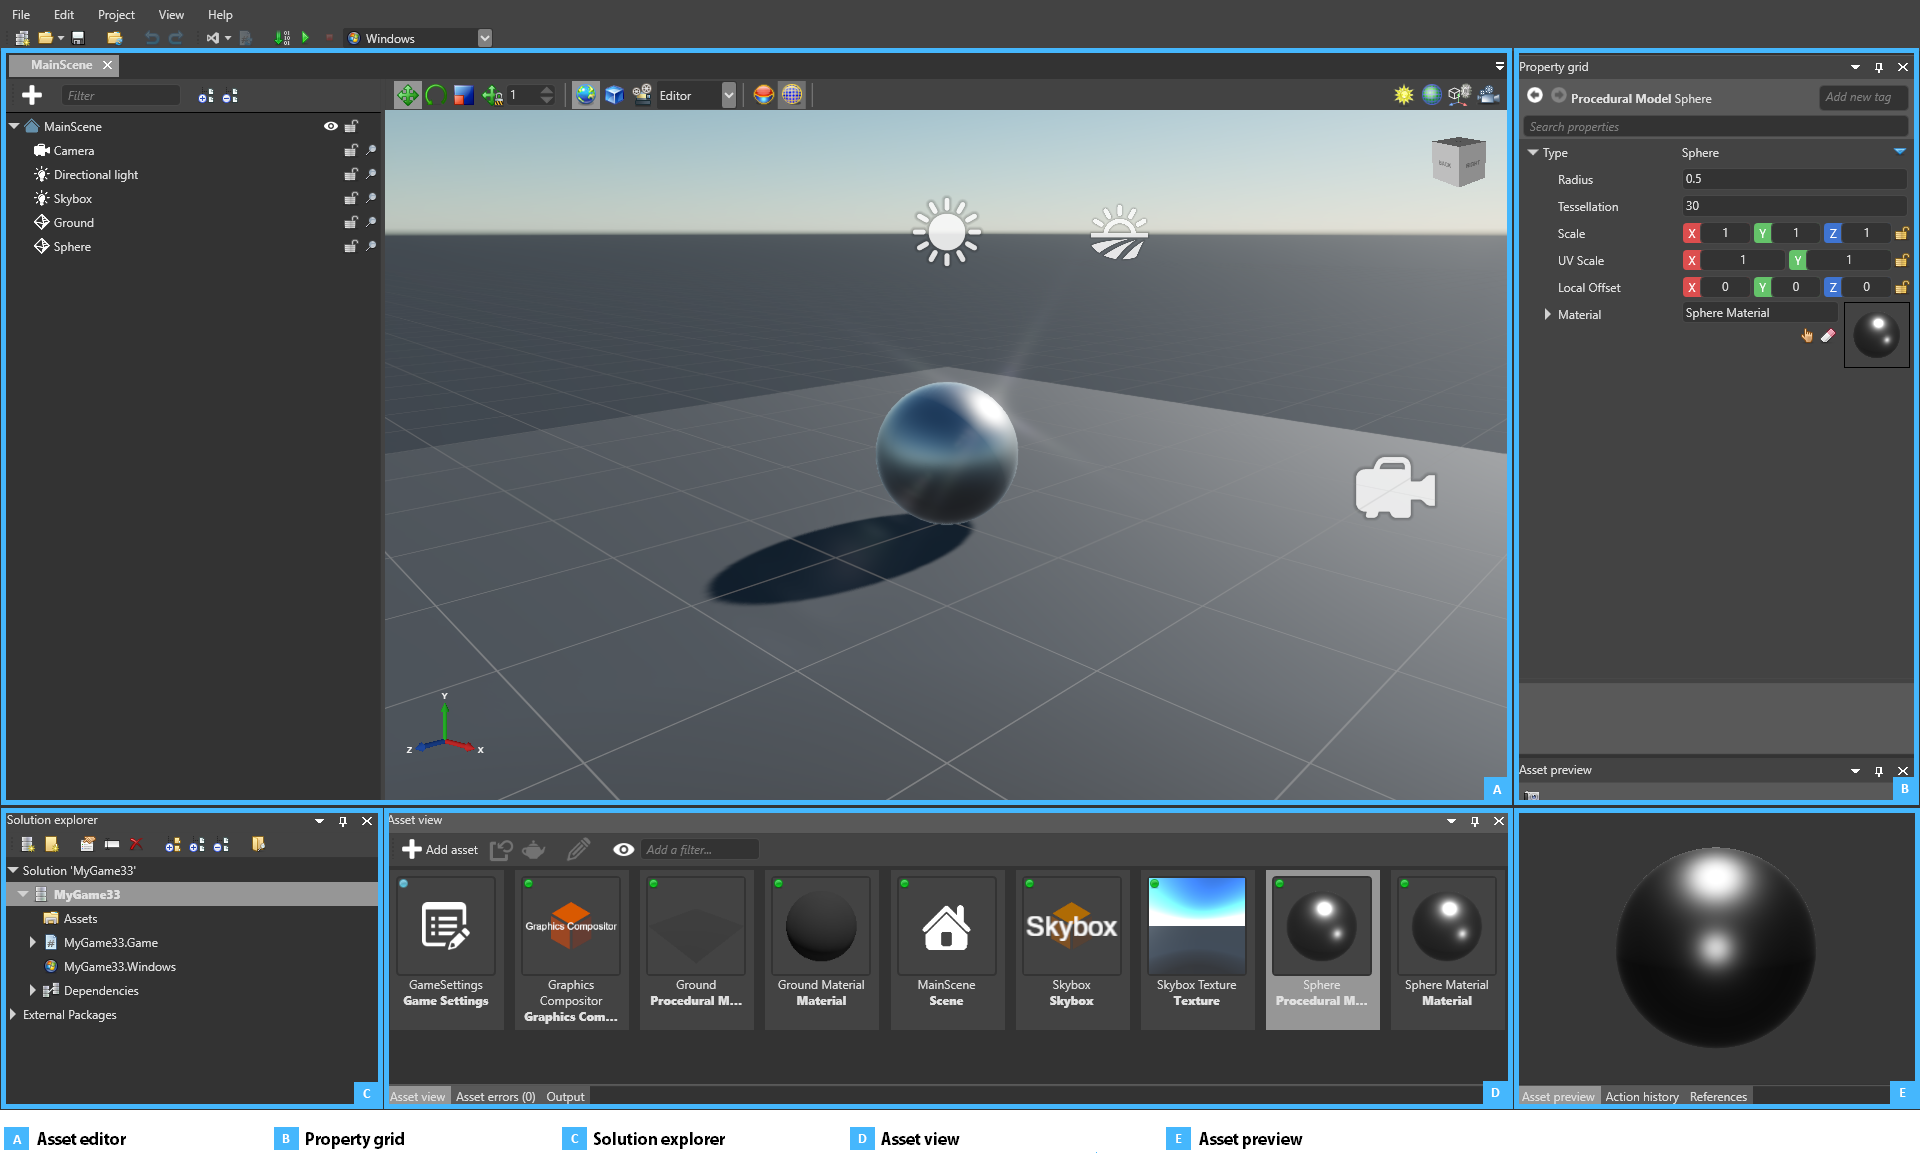 File Edit Project View Help
Windows
MainScene
Filter
1
Editor
MainScene
Camera
Directional light
Skybox
Ground
Sphere
BACK RIGHT
Y
Z X
A
Property grid
Procedural Model Sphere
Add new tag
Search properties
Type Sphere
Radius 0.5
Tessellation 30
Scale X 1 Y 1 Z 1
UV Scale X 1 Y 1
Local Offset X 0 Y 0 Z 0
Material Sphere Material
Asset preview
B
Solution explorer
Solution 'MyGame33'
MyGame33
Assets
MyGame33.Game
MyGame33.Windows
Dependencies
External Packages
C
Asset view
Add asset
Add a filter...
GameSettings
Game Settings
Graphics Compositor
Graphics
Compositor
Graphics Com...
Ground
Procedural M...
Ground Material
Material
MainScene
Scene
Skybox
Skybox
Skybox
Skybox Texture
Texture
Sphere
Procedural M...
Sphere Material
Material
Asset view Asset errors (0) Output
D
Asset preview Action history References
E
A Asset editor B Property grid C Solution explorer D Asset view E Asset preview